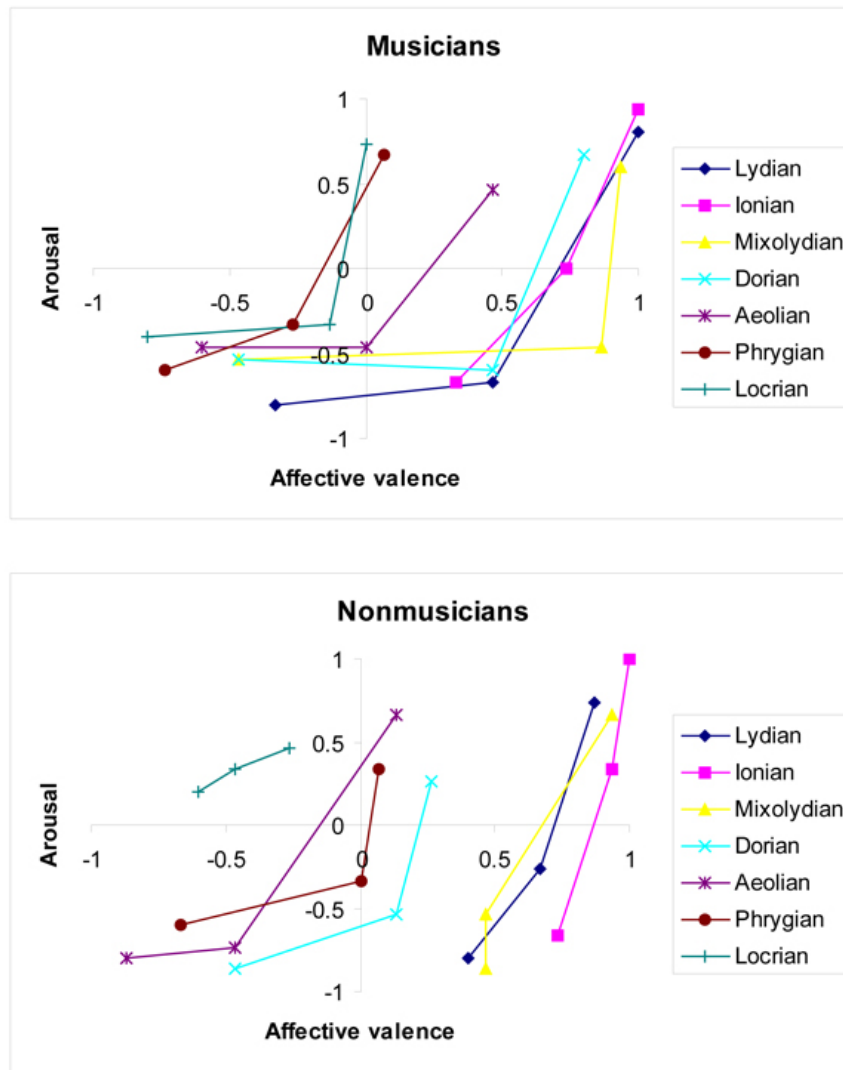 Musicians
1
0.5
0
-1
-0.5
0
0.5
1
-0.5
-1
Arousal
Affective valence
Lydian
Ionian
Mixolydian
Dorian
Aeolian
Phrygian
Locrian
Nonmusicians
1
0.5
0
-1
-0.5
0
0.5
1
-0.5
-1
Arousal
Affective valence
Lydian
Ionian
Mixolydian
Dorian
Aeolian
Phrygian
Locrian